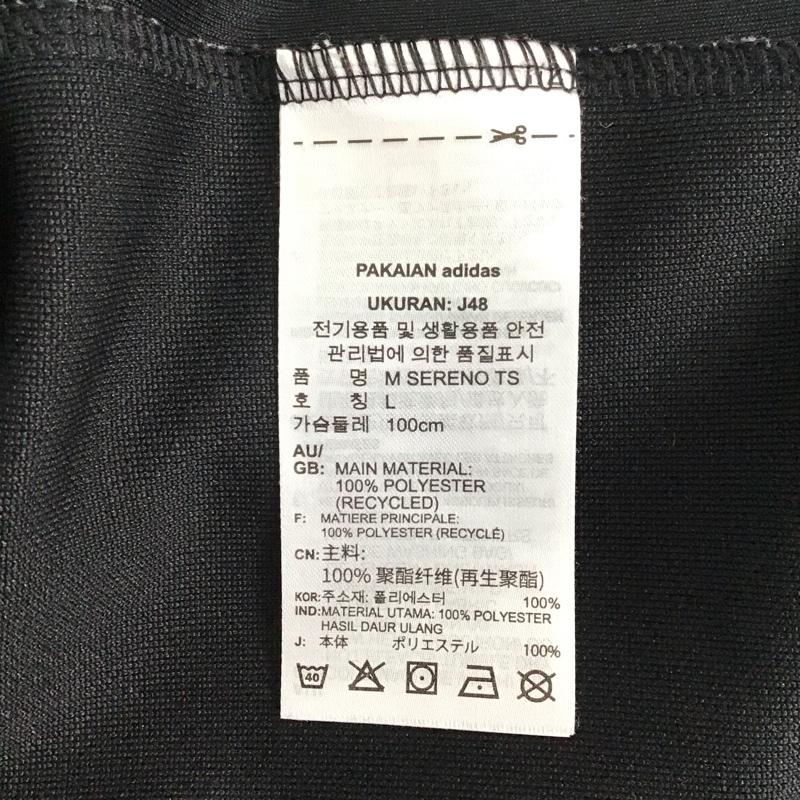 PAKAIAN adidas
UKURAN: J48
전기용품 및 생활용품 안전
관리법에 의한 품질표시
품 명 M SERENO TS
호 칭 L
가슴둘레 100cm
AU/
GB: MAIN MATERIAL:
100% POLYESTER
(RECYCLED)
F: MATIERE PRINCIPALE:
100% POLYESTER (RECYCLÉ)
CN: 主料:
100% 聚酯纤维(再生聚酯)
KOR: 주소재: 폴리에스터 100%
IND: MATERIAL UTAMA: 100% POLYESTER
HASIL DAUR ULANG
J: 本体 ポリエステル 100%
40